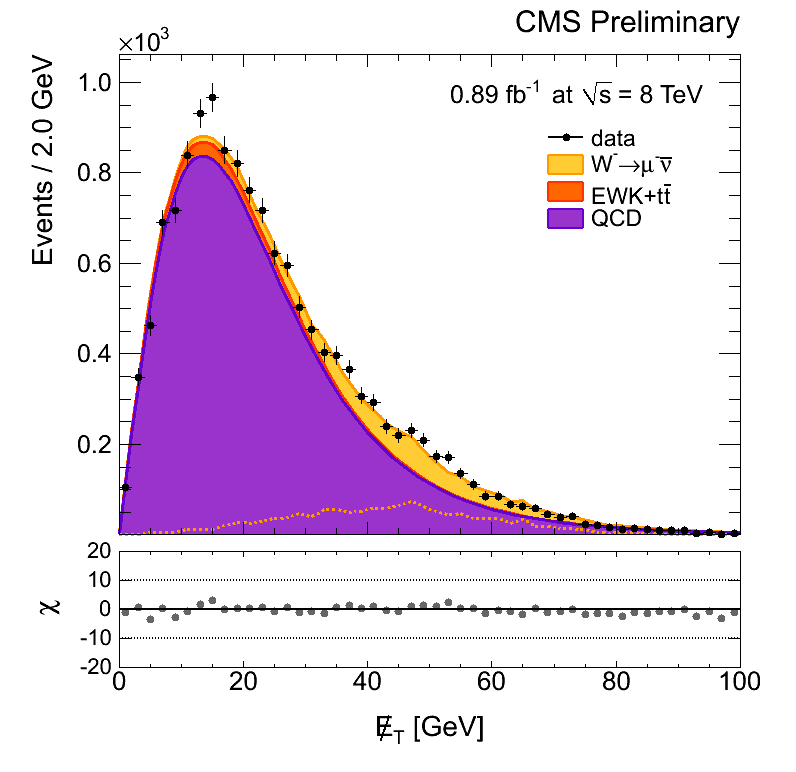 CMS Preliminary
×10³
Events / 2.0 GeV
1.0
0.8
0.6
0.4
0.2
0.89 fb⁻¹ at √s = 8 TeV
data
W⁻→μ⁻ν̅
EWK+tt̅
QCD
χ
20
10
0
-10
-20
0 20 40 60 80 100
E̸_T [GeV]